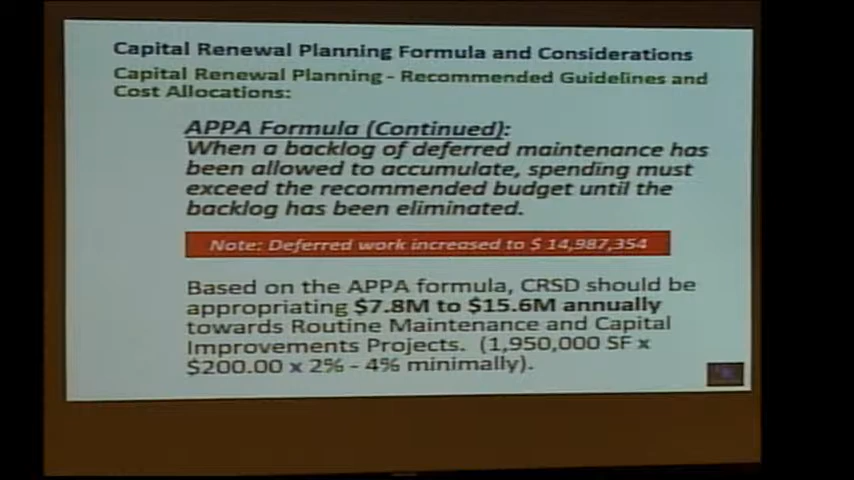 Capital Renewal Planning Formula and Considerations
Capital Renewal Planning - Recommended Guidelines and
Cost Allocations:
APPA Formula (Continued):
When a backlog of deferred maintenance has
been allowed to accumulate, spending must
exceed the recommended budget until the
backlog has been eliminated.
Note: Deferred work increased to $ 14,987,354
Based on the APPA formula, CRSD should be
appropriating $7.8M to $15.6M annually
towards Routine Maintenance and Capital
Improvements Projects. (1,950,000 SF x
$200.00 x 2% - 4% minimally).